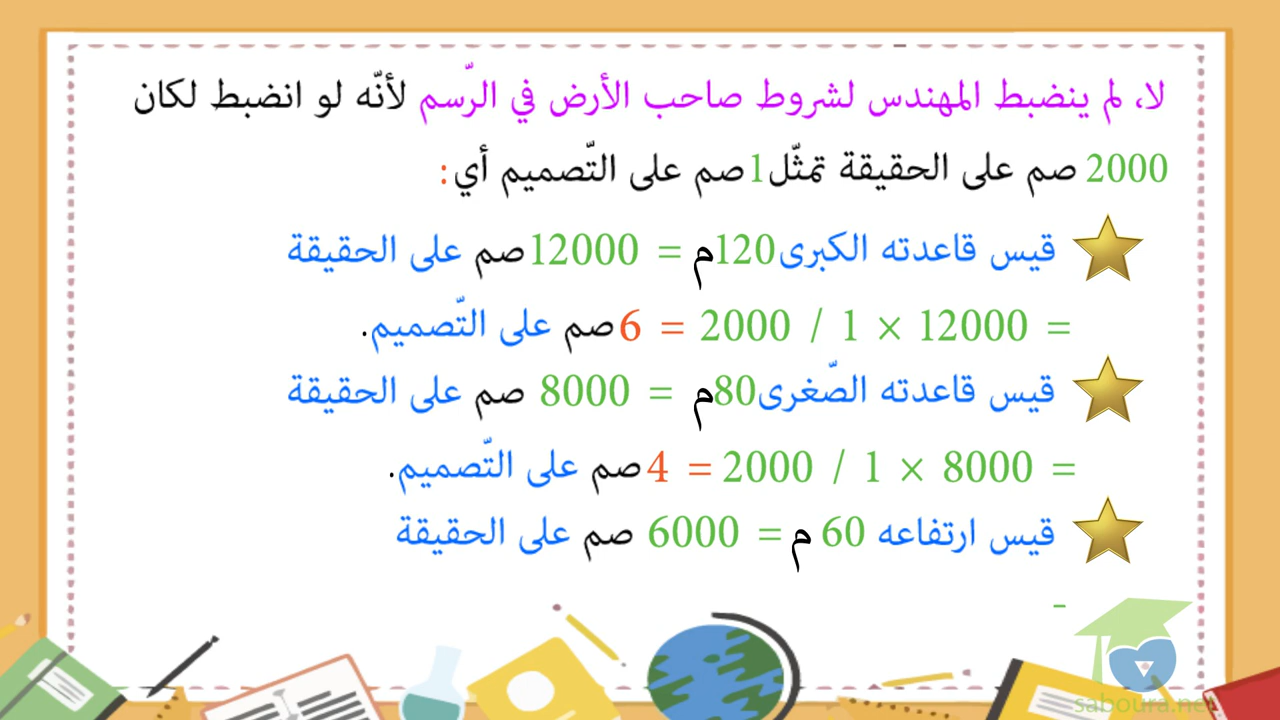 لا، لم ينضبط المهندس لشروط صاحب الأرض في الرّسم لأنّه لو انضبط لكان
2000 صم على الحقيقة تمثّل 1 صم على التّصميم أي :
قيس قاعدته الكبرى 120م = 12000 صم على الحقيقة
= 12000 × 1 / 2000 = 6 صم على التّصميم.
قيس قاعدته الصّغرى 80م = 8000 صم على الحقيقة
= 8000 × 1 / 2000 = 4 صم على التّصميم.
قيس ارتفاعه 60 م = 6000 صم على الحقيقة
-
saboura.net